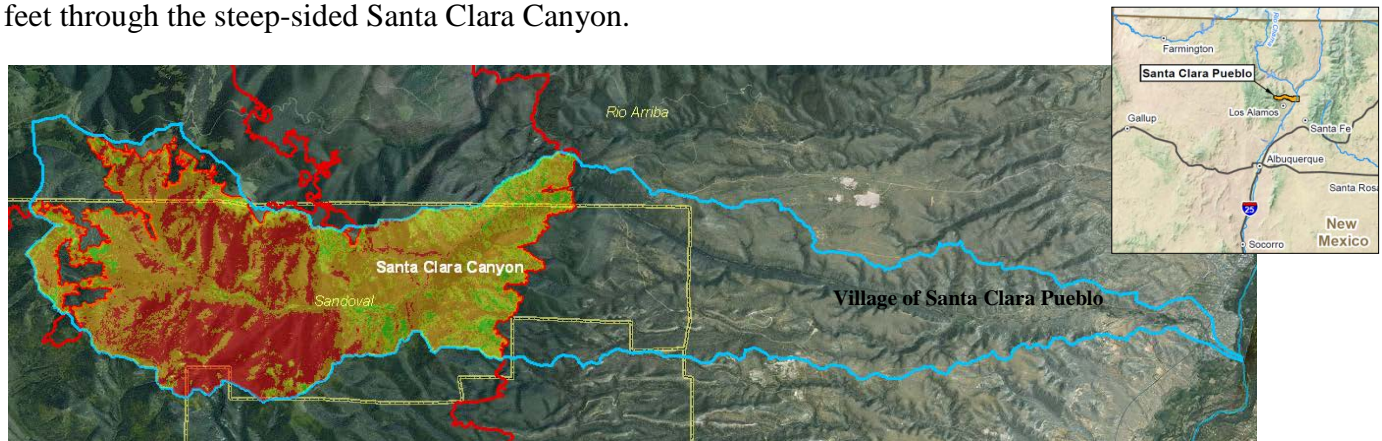 feet through the steep-sided Santa Clara Canyon.
Rio Arriba
Santa Clara Canyon
Sandoval
Village of Santa Clara Pueblo
Farmington
Santa Clara Pueblo
Los Alamos
Gallup
Santa Fe
Albuquerque
Santa Rosa
25
New
Mexico
Socorro